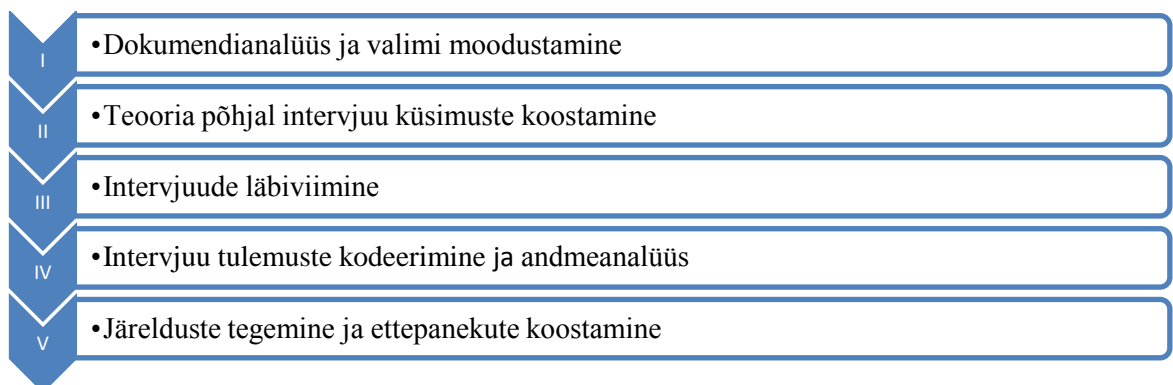 I •Dokumendianalüüs ja valimi moodustamine
II •Teooria põhjal intervjuu küsimuste koostamine
III •Intervjuude läbiviimine
IV •Intervjuu tulemuste kodeerimine ja andmeanalüüs
V •Järelduste tegemine ja ettepanekute koostamine